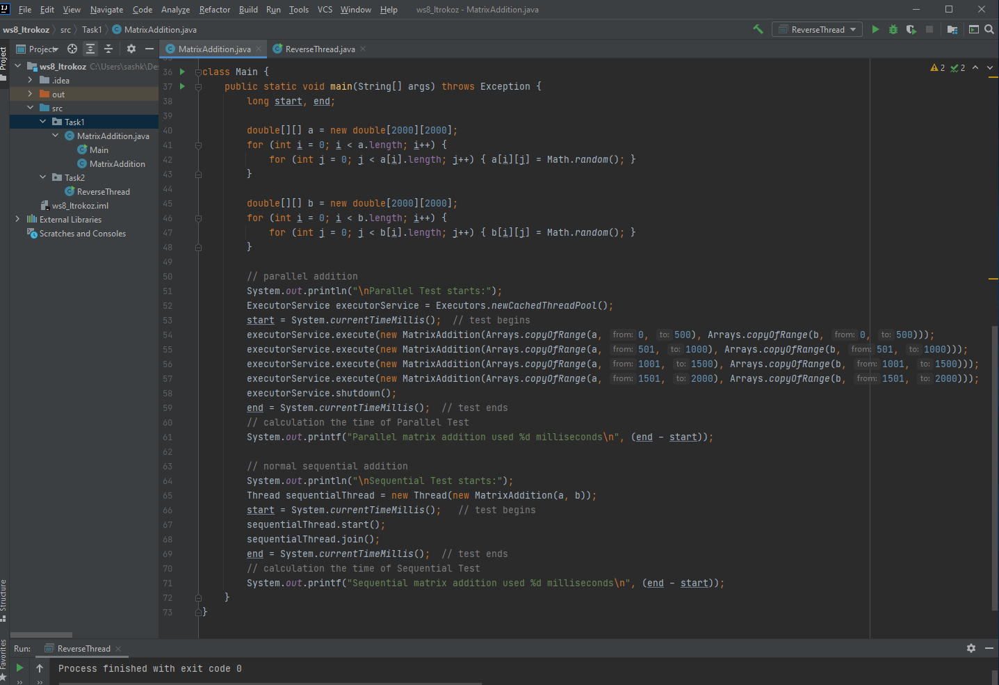 File Edit View Navigate Code Analyze Refactor Build Run Tools VCS Window Help ws8_ltrokoz - MatrixAddition.java
ws8_ltrokoz src Task1 MatrixAddition.java ReverseThread
Project
Project
MatrixAddition.java ReverseThread.java
ws8_ltrokoz C:\Users\sashk\De
.idea
out
src
Task1
MatrixAddition.java
Main
MatrixAddition
Task2
ReverseThread
ws8_ltrokoz.iml
External Libraries
Scratches and Consoles
2 2
36 class Main {
37 public static void main(String[] args) throws Exception {
38 long start, end;
39
40 double[][] a = new double[2000][2000];
41 for (int i = 0; i < a.length; i++) {
42 for (int j = 0; j < a[i].length; j++) { a[i][j] = Math.random(); }
43 }
44
45 double[][] b = new double[2000][2000];
46 for (int i = 0; i < b.length; i++) {
47 for (int j = 0; j < b[i].length; j++) { b[i][j] = Math.random(); }
48 }
49
50 // parallel addition
51 System.out.println("\nParallel Test starts:");
52 ExecutorService executorService = Executors.newCachedThreadPool();
53 start = System.currentTimeMillis(); // test begins
54 executorService.execute(new MatrixAddition(Arrays.copyOfRange(a, from: 0, to: 500), Arrays.copyOfRange(b, from: 0, to: 500)));
55 executorService.execute(new MatrixAddition(Arrays.copyOfRange(a, from: 501, to: 1000), Arrays.copyOfRange(b, from: 501, to: 1000)));
56 executorService.execute(new MatrixAddition(Arrays.copyOfRange(a, from: 1001, to: 1500), Arrays.copyOfRange(b, from: 1001, to: 1500)));
57 executorService.execute(new MatrixAddition(Arrays.copyOfRange(a, from: 1501, to: 2000), Arrays.copyOfRange(b, from: 1501, to: 2000)));
58 executorService.shutdown();
59 end = System.currentTimeMillis(); // test ends
60 // calculation the time of Parallel Test
61 System.out.printf("Parallel matrix addition used %d milliseconds\n", (end - start));
62
63 // normal sequential addition
64 System.out.println("\nSequential Test starts:");
65 Thread sequentialThread = new Thread(new MatrixAddition(a, b));
66 start = System.currentTimeMillis(); // test begins
67 sequentialThread.start();
68 sequentialThread.join();
69 end = System.currentTimeMillis(); // test ends
70 // calculation the time of Sequential Test
71 System.out.printf("Sequential matrix addition used %d milliseconds\n", (end - start));
72 }
73 }
Structure
Favorites
Run: ReverseThread
Process finished with exit code 0